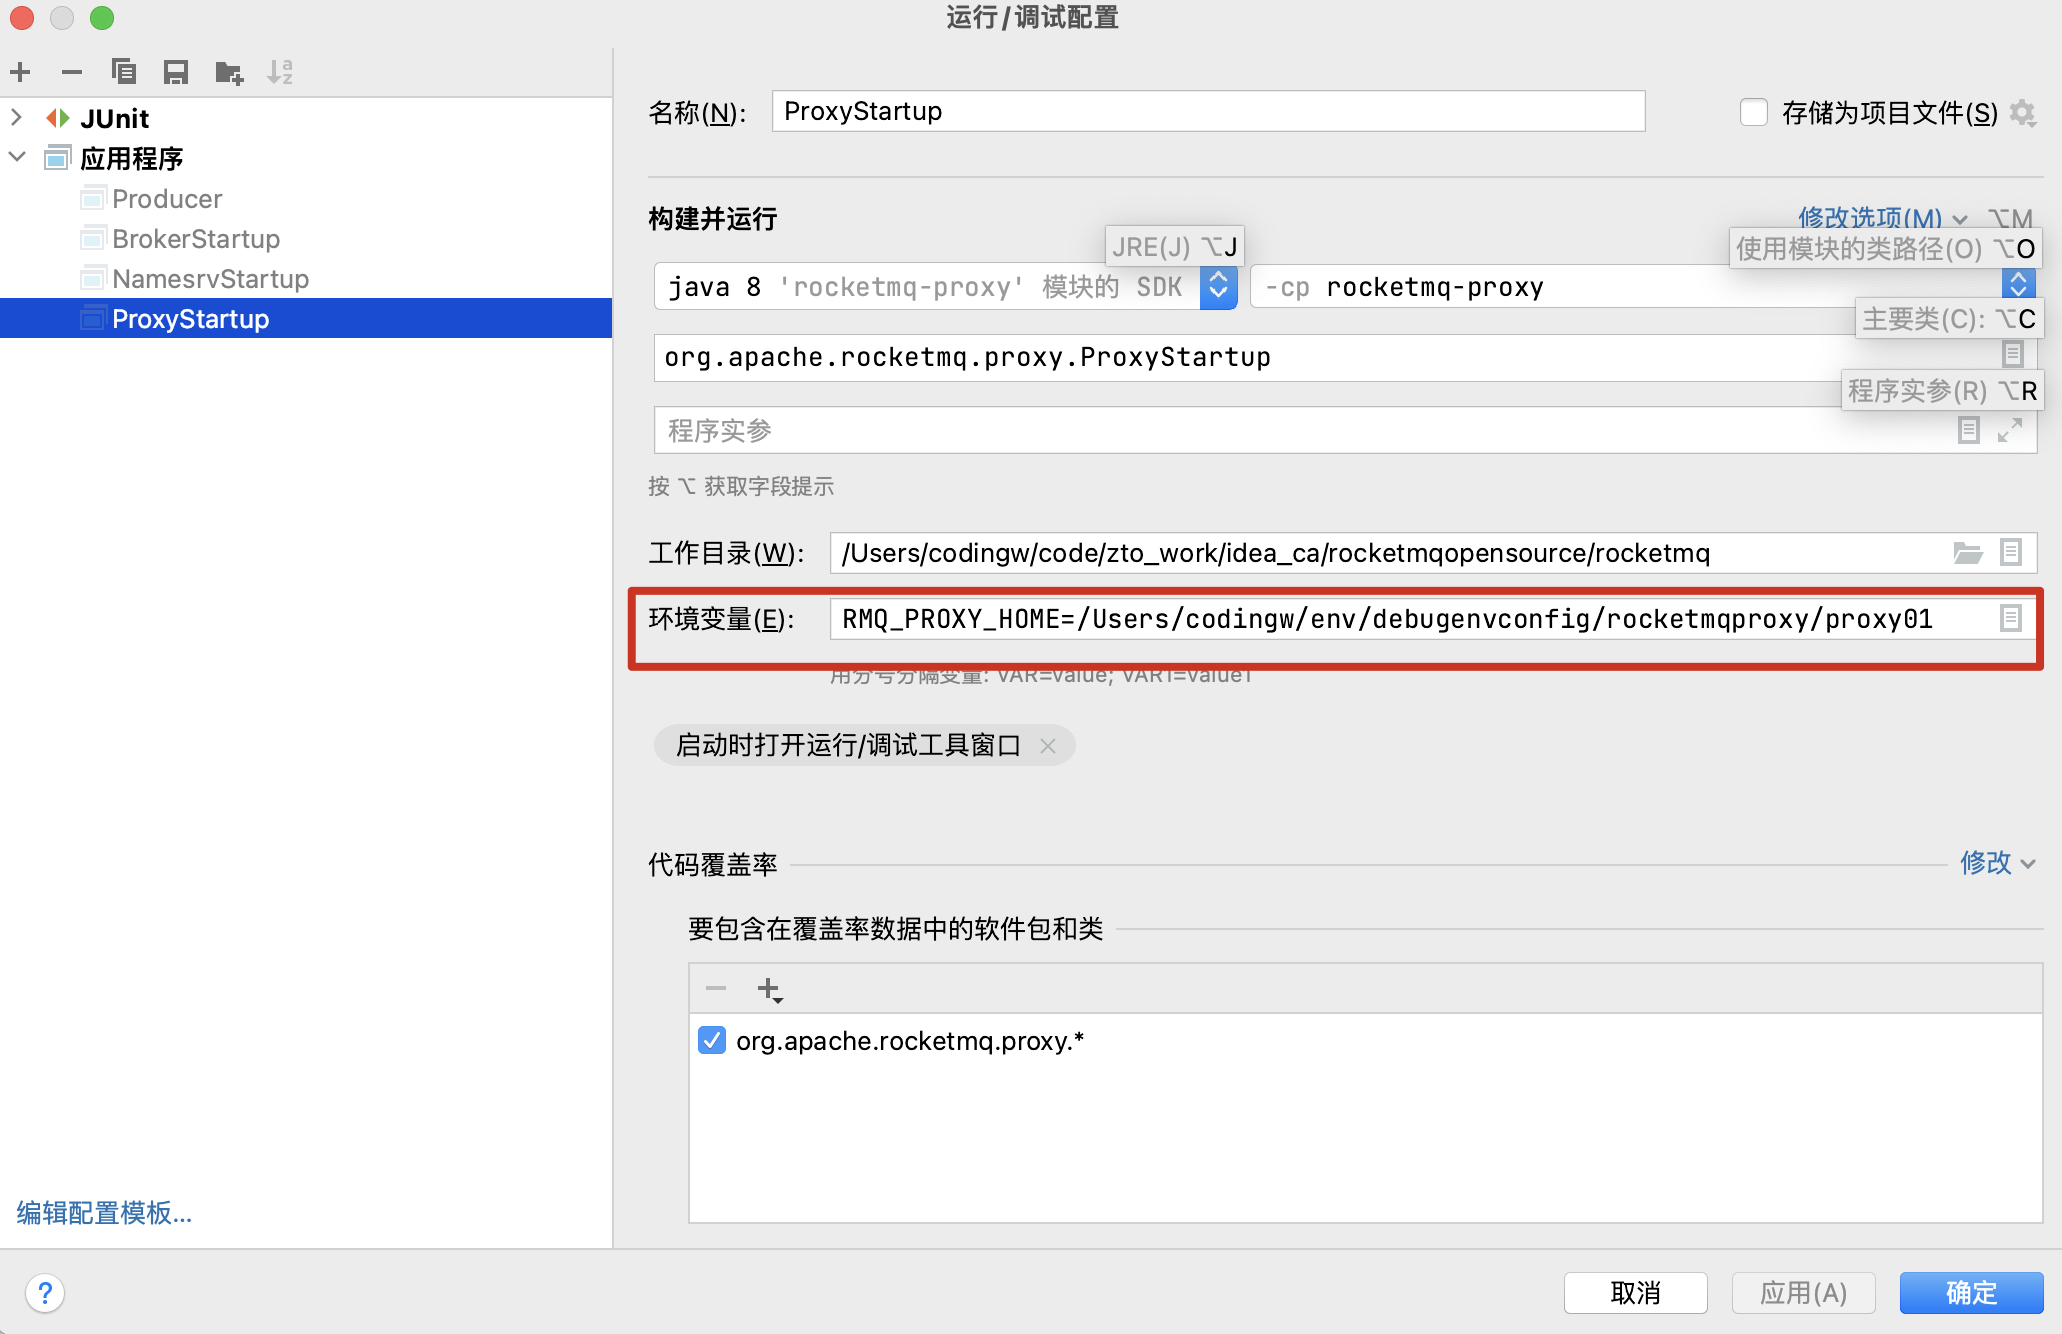 运行/调试配置
JUnit
应用程序
Producer
BrokerStartup
NamesrvStartup
ProxyStartup
编辑配置模板...
名称(N):
ProxyStartup
存储为项目文件(S)
构建并运行
修改选项(M) ⌥M
JRE(J) ⌥J
使用模块的类路径(O) ⌥O
java 8 'rocketmq-proxy' 模块的 SDK
-cp rocketmq-proxy
主要类(C): ⌥C
org.apache.rocketmq.proxy.ProxyStartup
程序实参(R) ⌥R
程序实参
按 ⌥ 获取字段提示
工作目录(W):
/Users/codingw/code/zto_work/idea_ca/rocketmqopensource/rocketmq
环境变量(E):
RMQ_PROXY_HOME=/Users/codingw/env/debugenvconfig/rocketmqproxy/proxy01
用分号分隔变量: VAR=value; VAR1=value1
启动时打开运行/调试工具窗口
代码覆盖率
修改
要包含在覆盖率数据中的软件包和类
org.apache.rocketmq.proxy.*
?
取消
应用(A)
确定